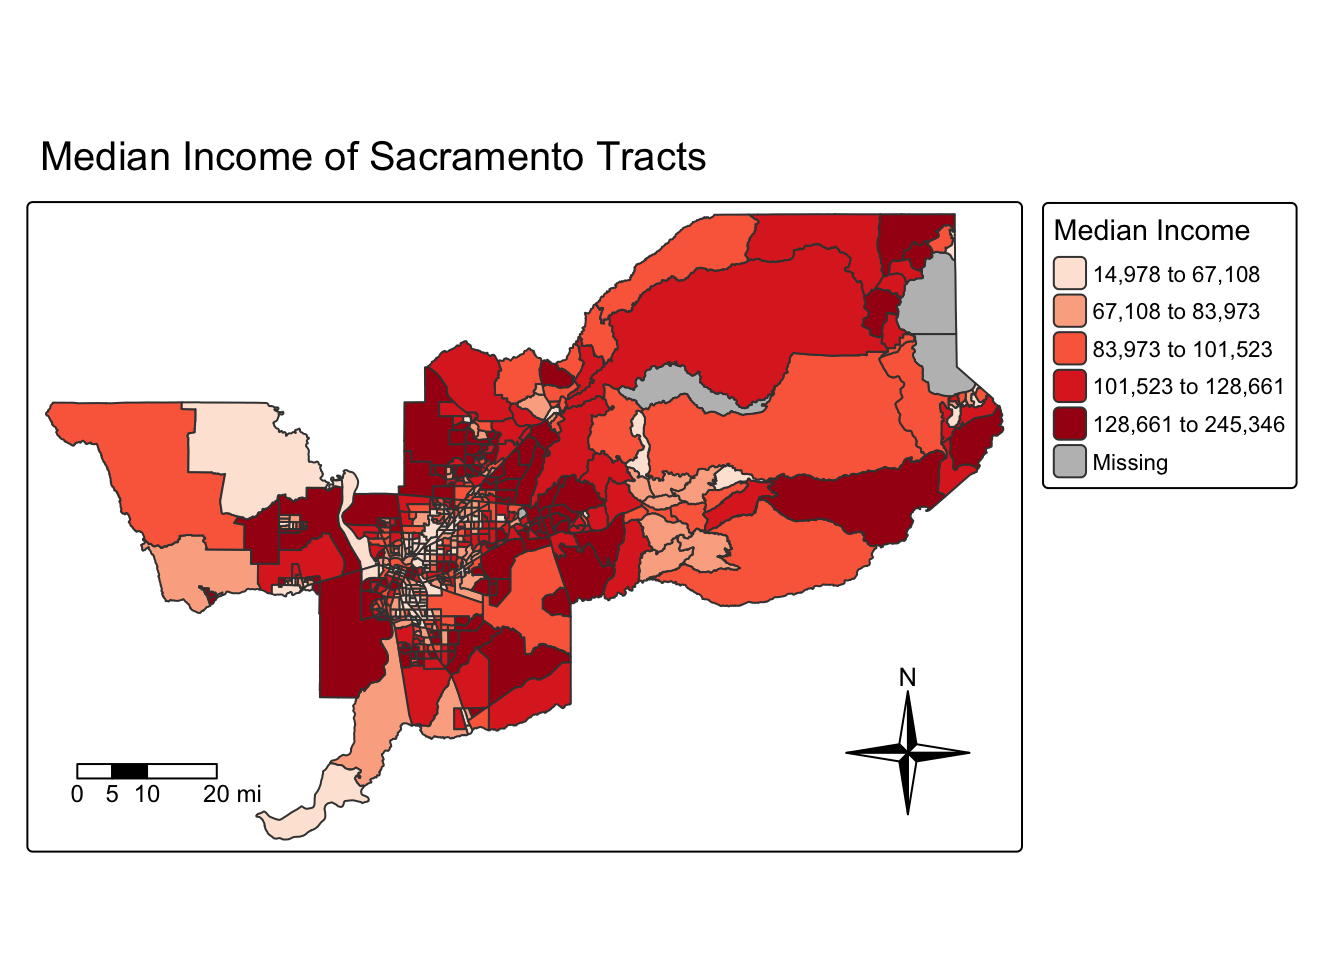 Median Income of Sacramento Tracts
Median Income
14,978 to 67,108
67,108 to 83,973
83,973 to 101,523
101,523 to 128,661
128,661 to 245,346
Missing
N
0 5 10 20 mi